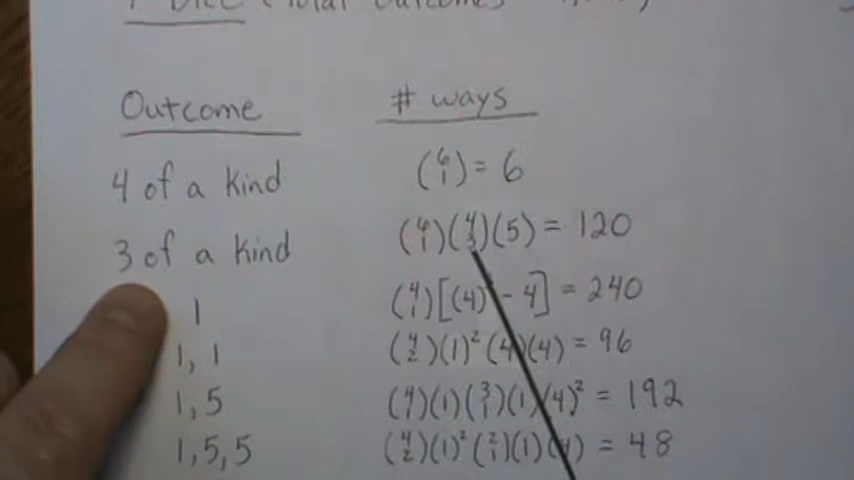 Outcome # ways
4 of a kind (6 1) = 6
3 of a kind (6 1)(4 3)(5) = 120
1 (4 1)[(4) - 4] = 240
1, 1 (4 2)(1)² (4)(4) = 96
1, 5 (4 1)(1)(3 1)(1)(4)² = 192
1, 5, 5 (4 2)(1)² (2 1)(1)(4) = 48